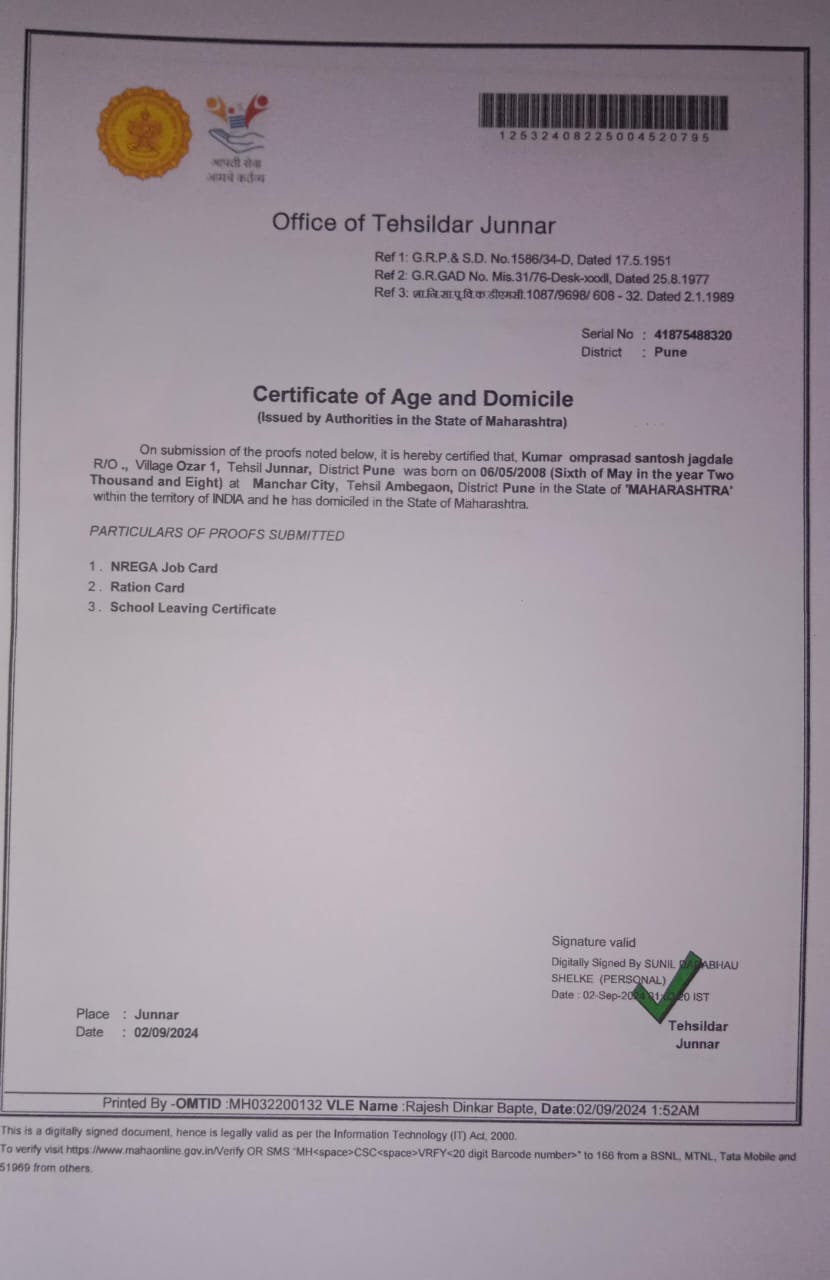 आपली सेवा
आमचे कर्तव्य
12532408225004520795
Office of Tehsildar Junnar
Ref 1: G.R.P.& S.D. No.1586/34-D, Dated 17.5.1951
Ref 2: G.R.GAD No. Mis.31/76-Desk-xxxII, Dated 25.8.1977
Ref 3: मा.नि.सा.पू.वि.क.डीएमसी.1087/9698/ 608 - 32. Dated 2.1.1989
Serial No : 41875488320
District : Pune
Certificate of Age and Domicile
(Issued by Authorities in the State of Maharashtra)
On submission of the proofs noted below, it is hereby certified that, Kumar omprasad santosh jagdale
R/O ., Village Ozar 1, Tehsil Junnar, District Pune was born on 06/05/2008 (Sixth of May in the year Two
Thousand and Eight) at Manchar City, Tehsil Ambegaon, District Pune in the State of 'MAHARASHTRA'
within the territory of INDIA and he has domiciled in the State of Maharashtra.
PARTICULARS OF PROOFS SUBMITTED
1 . NREGA Job Card
2 . Ration Card
3 . School Leaving Certificate
Signature valid
Digitally Signed By SUNIL
SHELKE (PERSONAL)
Date : 02-Sep-2024 IST
Tehsildar
Junnar
Place : Junnar
Date : 02/09/2024
Printed By -OMTID :MH032200132 VLE Name :Rajesh Dinkar Bapte, Date:02/09/2024 1:52AM
This is a digitally signed document, hence is legally valid as per the Information Technology (IT) Act, 2000.
To verify visit https://www.mahaonline.gov.in/Verify OR SMS "MH<space>CSC<space>VRFY<20 digit Barcode number>" to 166 from a BSNL, MTNL, Tata Mobile and
51969 from others.